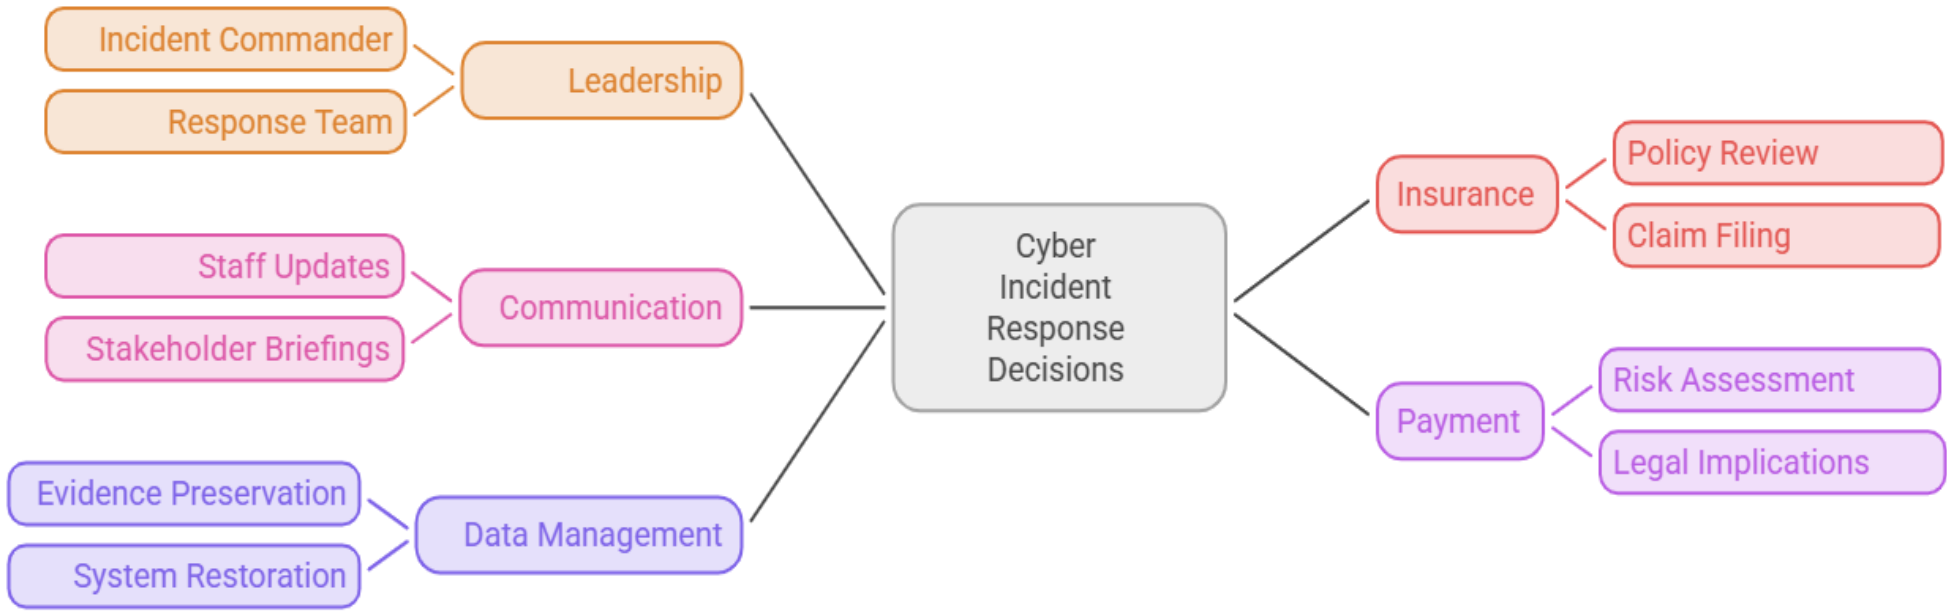 Incident Commander
Response Team
Leadership
Staff Updates
Stakeholder Briefings
Communication
Evidence Preservation
System Restoration
Data Management
Cyber
Incident
Response
Decisions
Insurance
Policy Review
Claim Filing
Payment
Risk Assessment
Legal Implications